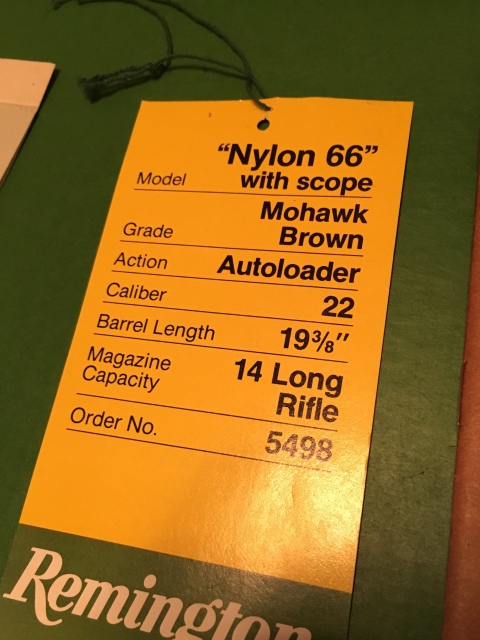 "Nylon 66"
Model with scope
Mohawk
Grade Brown
Action Autoloader
Caliber 22
Barrel Length 19⅜"
Magazine 14 Long
Capacity Rifle
Order No. 5498
Remington